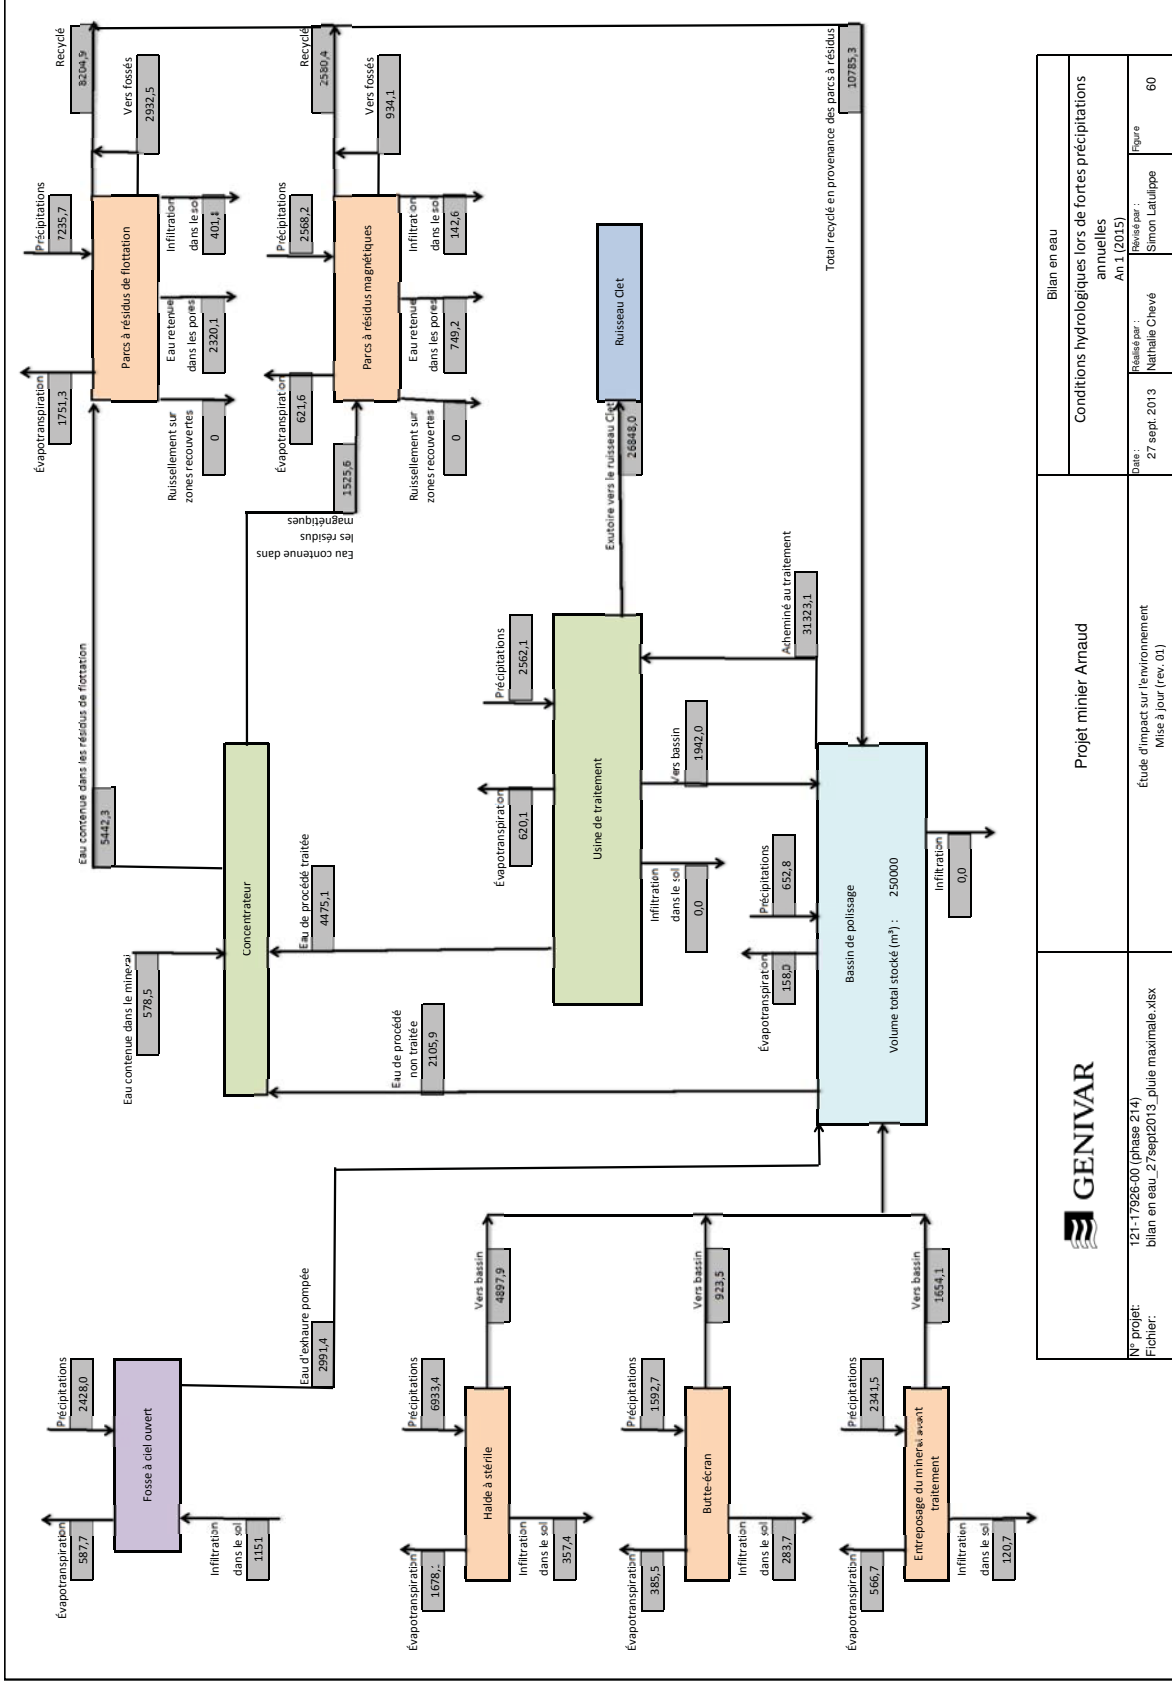 Évapotranspiration
587,7
Précipitations
2428,0
Fosse à ciel ouvert
Infiltration
dans le sol
1151
Eau d'exhaure pompée
2991,4
Évapotranspiration
Précipitations
6933,4
Halde à stérile
Infiltration
dans le sol
357,4
Vers bassin
4897,9
Évapotranspiration
385,5
Précipitations
1592,7
Butte-écran
Infiltration
dans le sol
283,7
Vers bassin
923,5
Évapotranspiration
566,7
Précipitations
2341,5
Entreposage du minerai avant
traitement
Infiltration
dans le sol
120,7
Vers bassin
1654,1
Eau contenue dans le minerai
578,5
Concentrateur
Eau contenue dans les résidus de flottation
5442,3
Eau de procédé
non traitée
2105,9
Eau de procédé traitée
4475,1
Eau contenue dans
les résidus
magnétiques
1525,6
Évapotranspiration
620,1
Précipitations
2562,1
Usine de traitement
Infiltration
dans le sol
0,0
Vers bassin
1942,0
Acheminé au traitement
31323,1
Exutoire vers le ruisseau Clet
26848,0
Ruisseau Clet
Évapotranspiration
158,0
Précipitations
652,8
Bassin de polissage
Volume total stocké (m³) : 250000
Infiltration
0,0
Évapotranspiration
1751,3
Précipitations
7235,7
Parcs à résidus de flottation
Ruissellement sur
zones recouvertes
0
Eau retenue
dans les pores
2320,1
Infiltration
dans le sol
401,4
Recyclé
8204,9
Vers fossés
2932,5
Évapotranspiration
621,6
Précipitations
2568,2
Parcs à résidus magnétiques
Ruissellement sur
zones recouvertes
0
Eau retenue
dans les pores
749,2
Infiltration
dans le sol
142,6
Recyclé
2580,4
Vers fossés
934,1
Total recyclé en provenance des parcs à résidus
10785,3
GENIVAR
N° projet: 121-17926-00 (phase 214)
Fichier: bilan en eau_27sept2013_pluie maximale.xlsx
Projet minier Arnaud
Étude d'impact sur l'environnement
Mise à jour (rev. 01)
Bilan en eau
Conditions hydrologiques lors de fortes précipitations
annuelles
An 1 (2015)
Date :
27 sept. 2013
Réalisé par :
Nathalie Chevé
Révisé par :
Simon Latulippe
Figure
60